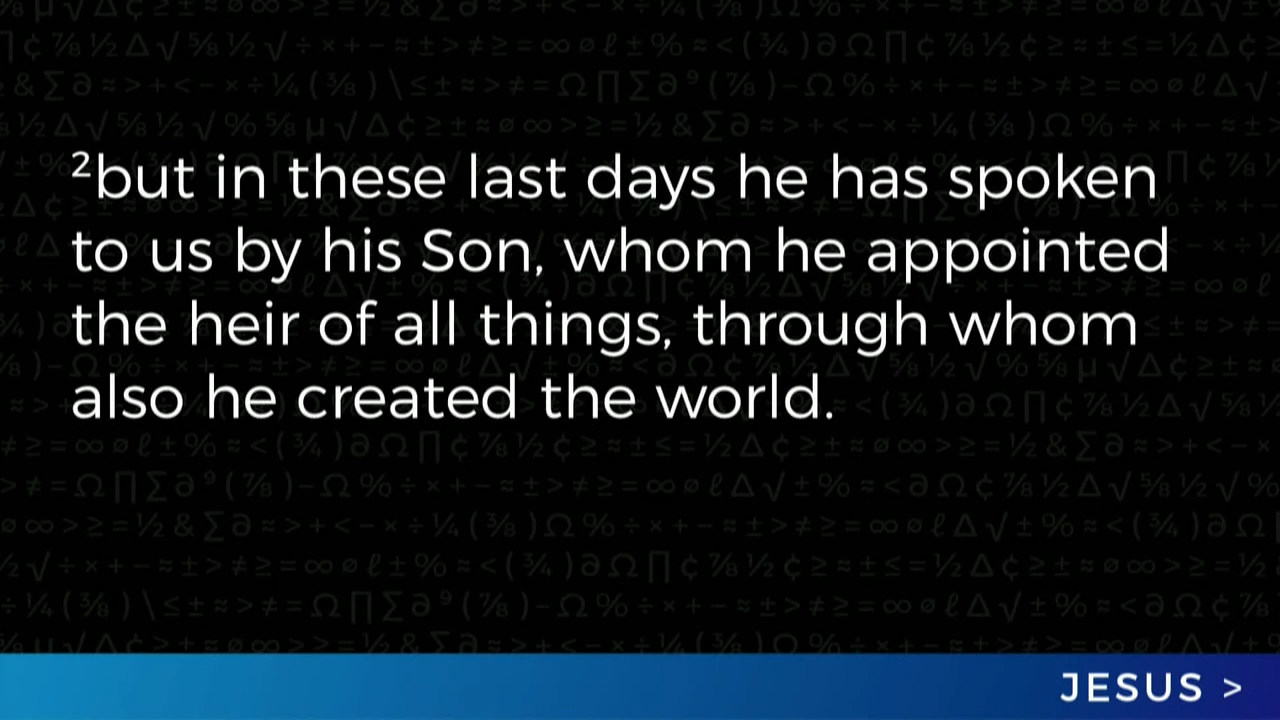 ²but in these last days he has spoken
to us by his Son, whom he appointed
the heir of all things, through whom
also he created the world.
JESUS >